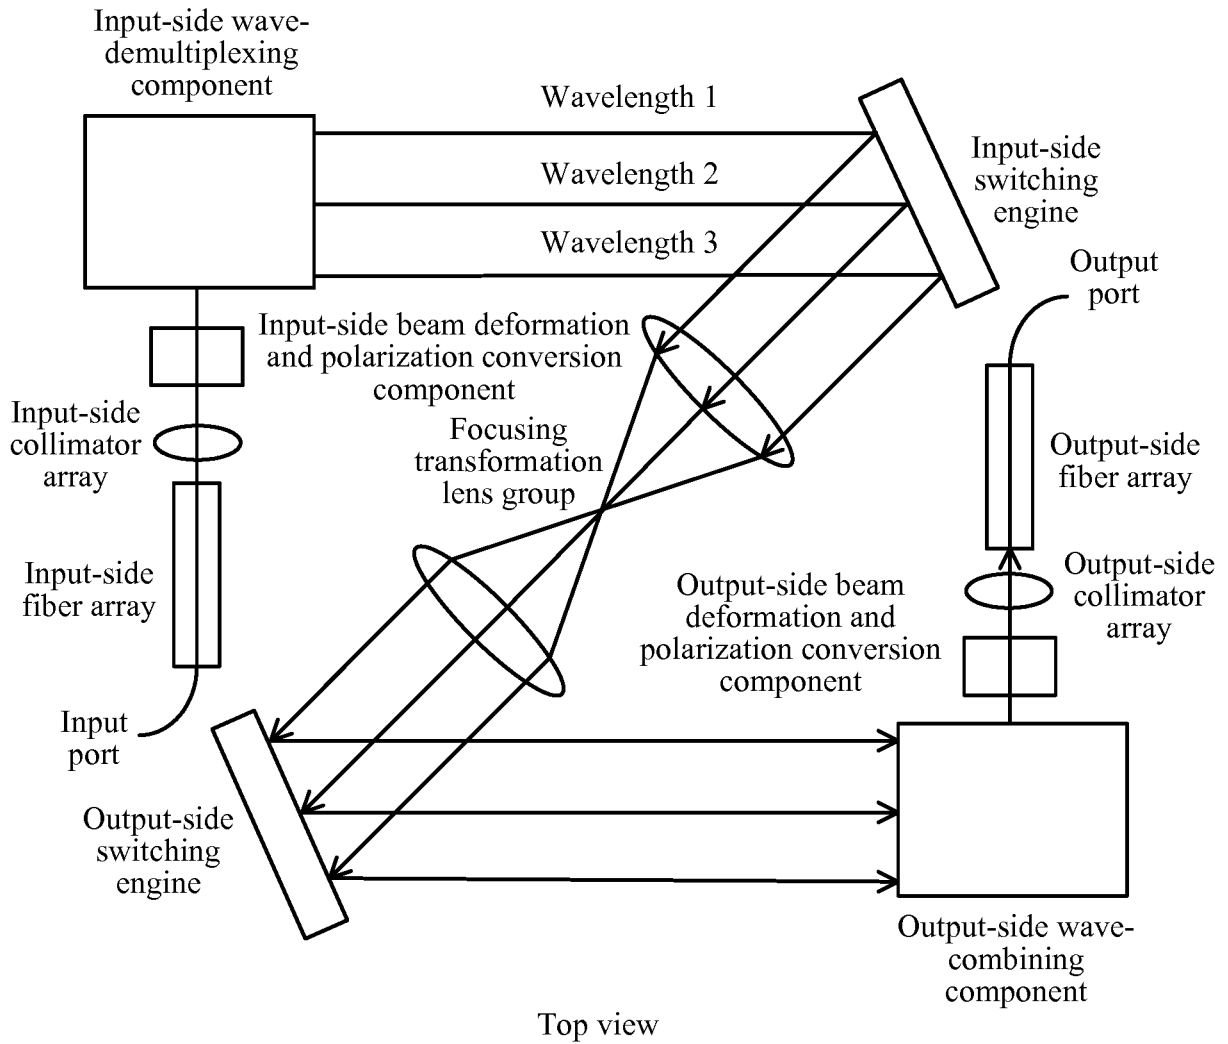 Input-side wave-
demultiplexing
component
Wavelength 1
Wavelength 2
Wavelength 3
Input-side
switching
engine
Output
port
Input-side beam deformation
and polarization conversion
component
Input-side
collimator
array
Focusing
transformation
lens group
Output-side
fiber array
Input-side
fiber array
Output-side beam
deformation and
polarization conversion
component
Output-side
collimator
array
Input
port
Output-side
switching
engine
Output-side wave-
combining
component
Top view